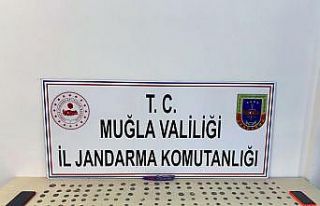 T. C.
MUĞLA VALİLİĞİ
İL JANDARMA KOMUTANLIĞI